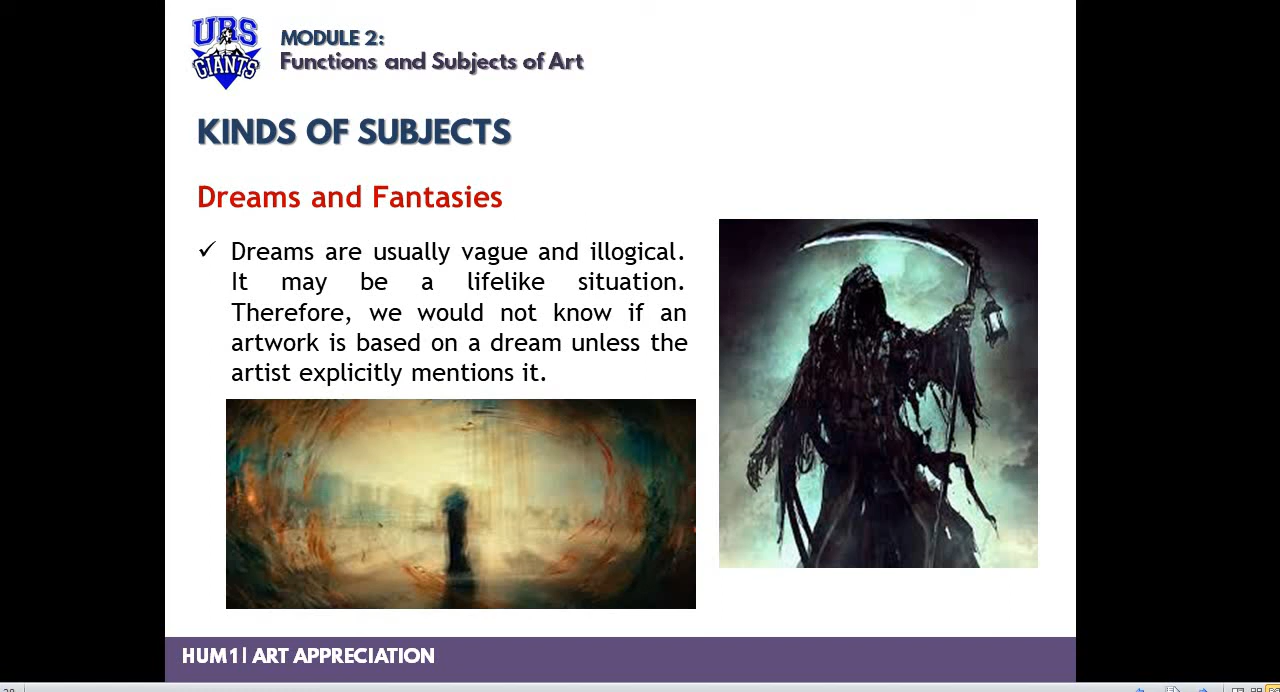 URS
GIANTS
MODULE 2:
Functions and Subjects of Art
KINDS OF SUBJECTS
Dreams and Fantasies
✓ Dreams are usually vague and illogical.
It may be a lifelike situation.
Therefore, we would not know if an
artwork is based on a dream unless the
artist explicitly mentions it.
HUM1| ART APPRECIATION